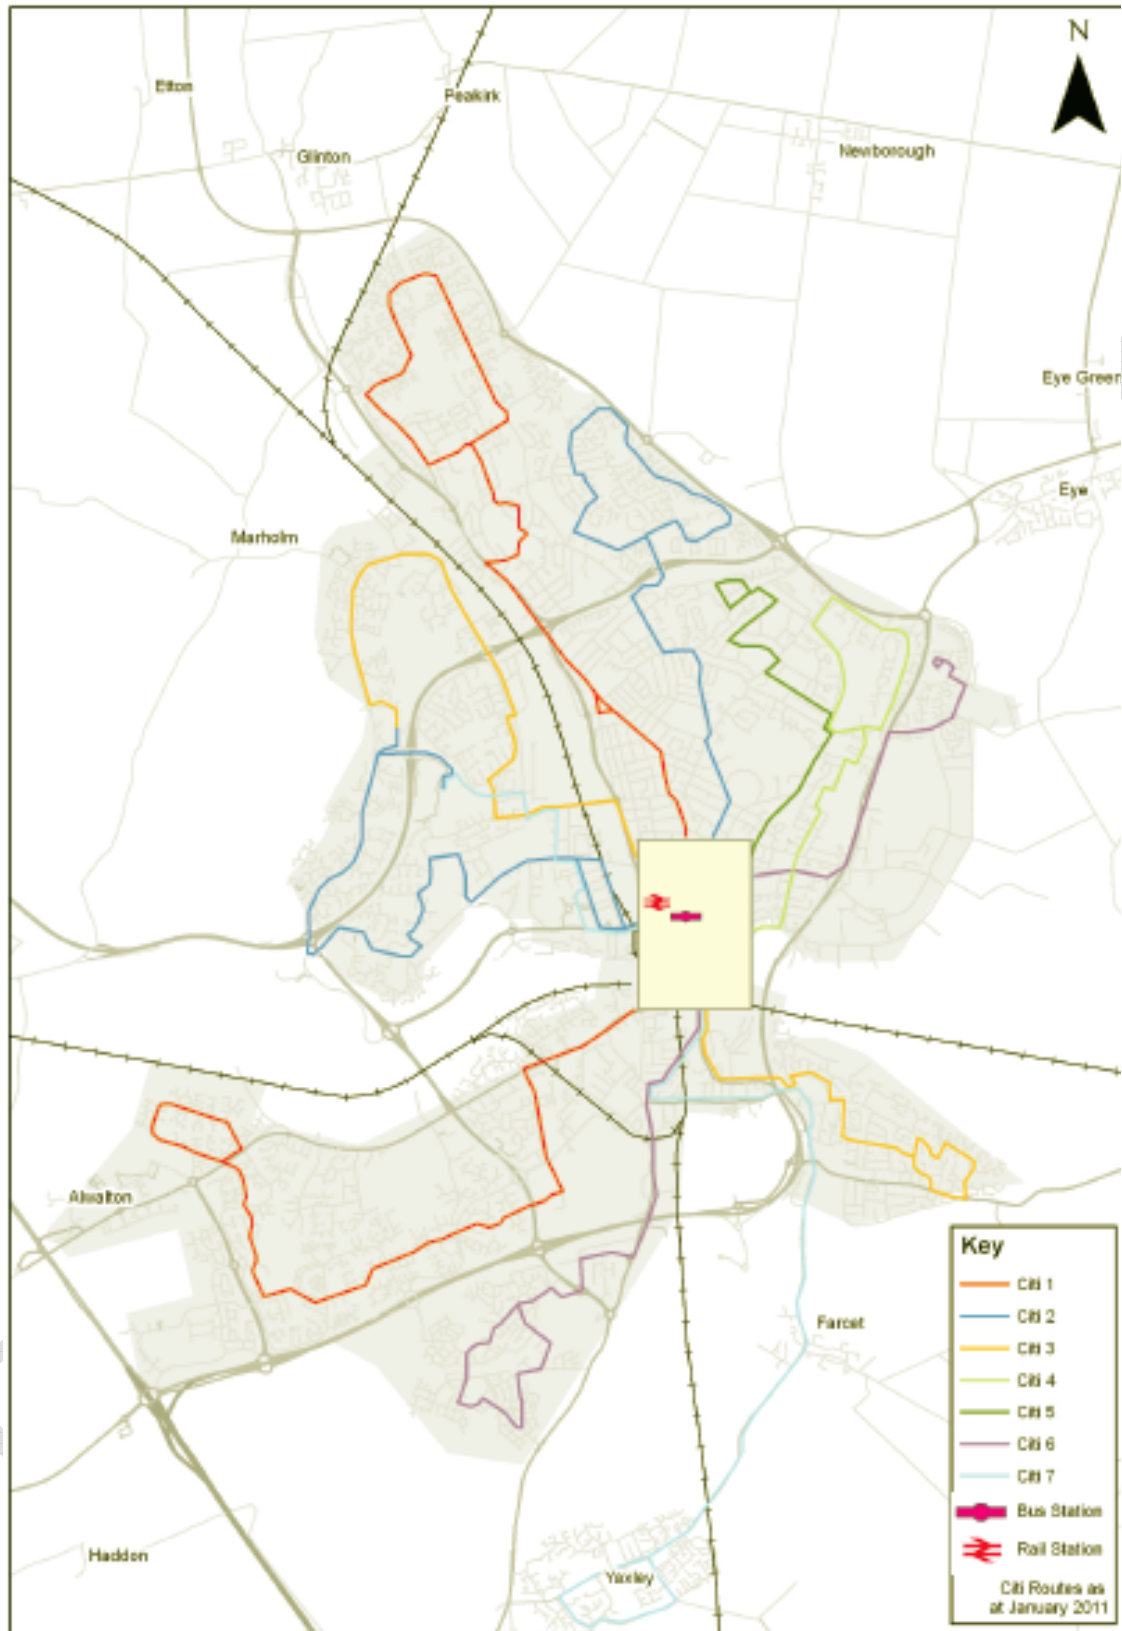 N
Etton
Peakirk
Glinton
Newborough
Eye Green
Eye
Marholm
Alwalton
Farcet
Haddon
Yaxley
Key
Citi 1
Citi 2
Citi 3
Citi 4
Citi 5
Citi 6
Citi 7
Bus Station
Rail Station
Citi Routes as
at January 2011